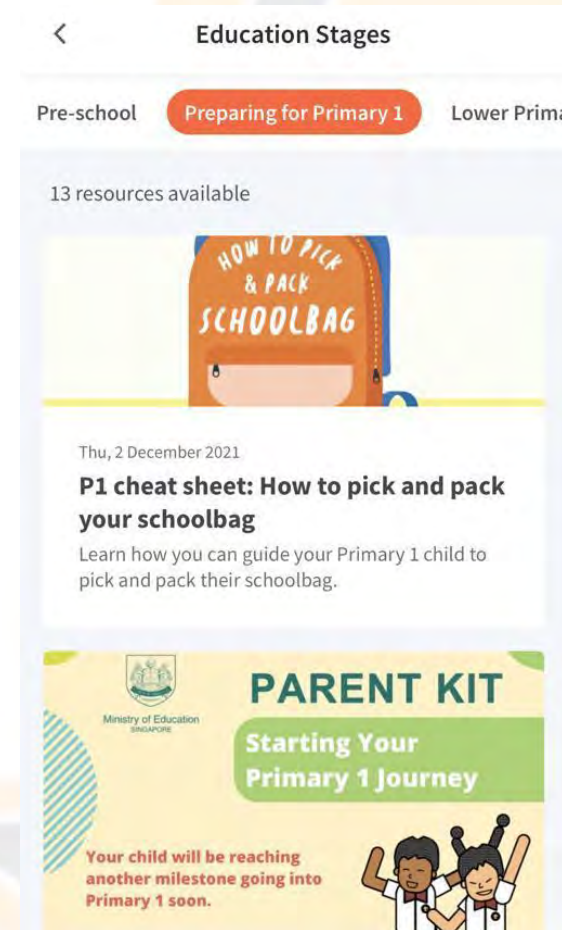 Education Stages
Pre-school Preparing for Primary 1 Lower Prima
13 resources available
HOW TO PICK
& PACK
SCHOOLBAG
Thu, 2 December 2021
P1 cheat sheet: How to pick and pack
your schoolbag
Learn how you can guide your Primary 1 child to
pick and pack their schoolbag.
Ministry of Education
SINGAPORE
PARENT KIT
Starting Your
Primary 1 Journey
Your child will be reaching
another milestone going into
Primary 1 soon.